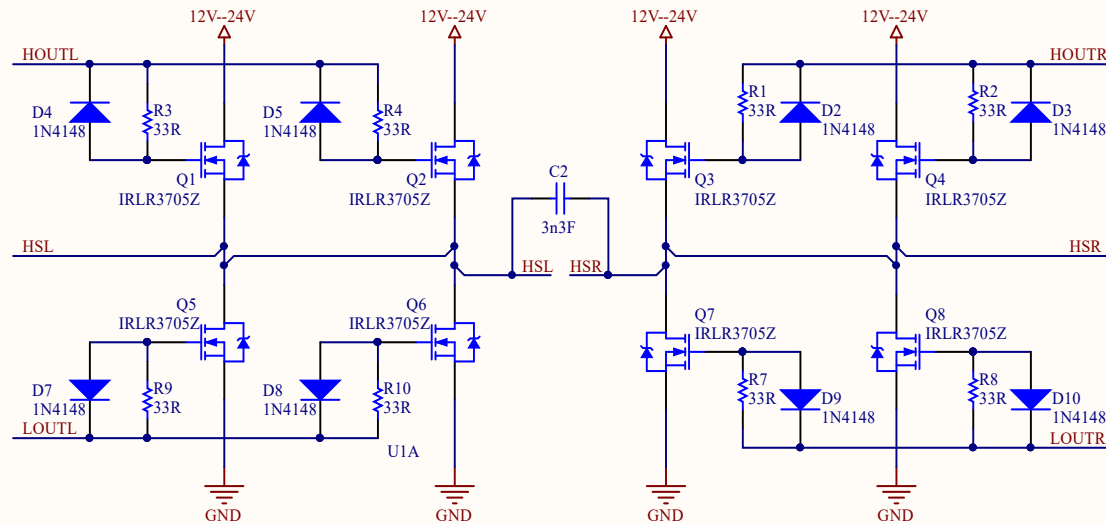 12V--24V 12V--24V 12V--24V 12V--24V
HOUTL HOUTR
D4 1N4148
R3 33R
D5 1N4148
R4 33R
R1 33R
D2 1N4148
R2 33R
D3 1N4148
Q1 IRLR3705Z
Q2 IRLR3705Z
C2 3n3F
Q3 IRLR3705Z
Q4 IRLR3705Z
HSL HSL HSR HSR
Q5 IRLR3705Z
Q6 IRLR3705Z
Q7 IRLR3705Z
Q8 IRLR3705Z
D7 1N4148
R9 33R
D8 1N4148
R10 33R
R7 33R
D9 1N4148
R8 33R
D10 1N4148
LOUTL U1A LOUTR
GND GND GND GND